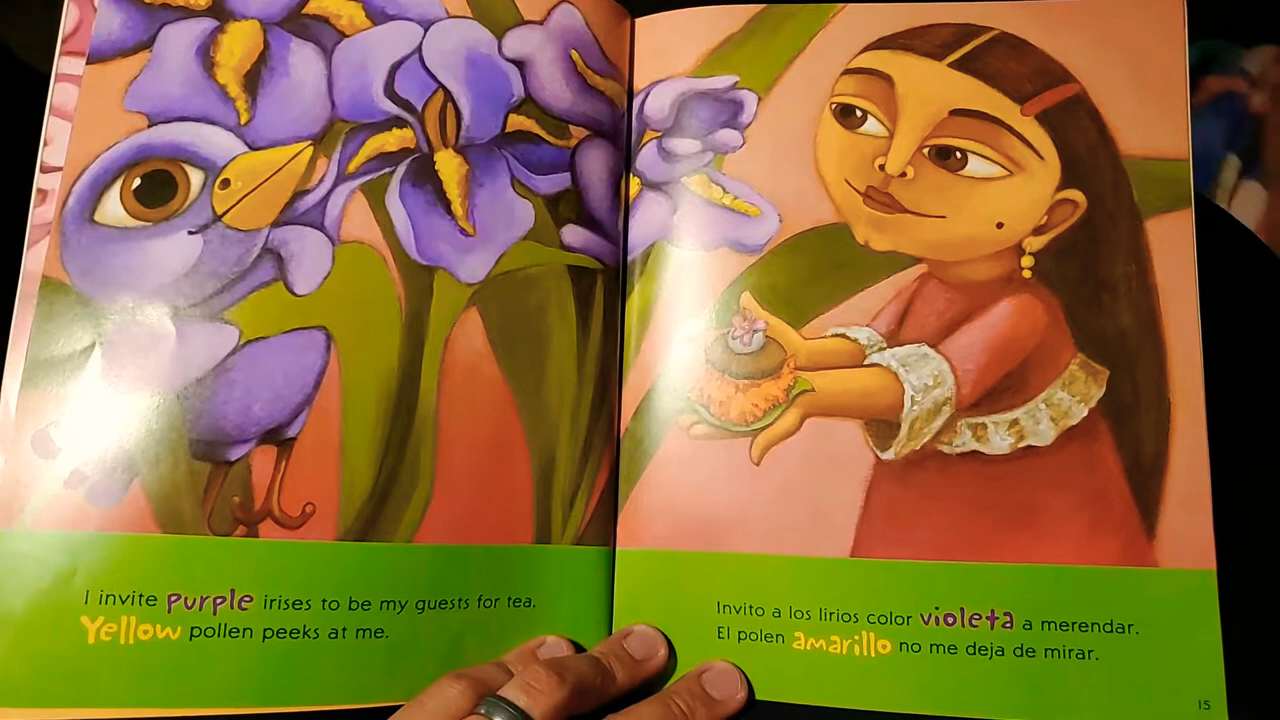 I invite purple irises to be my guests for tea.
Yellow pollen peeks at me.
Invito a los lirios color violeta a merendar.
El polen amarillo no me deja de mirar.
15